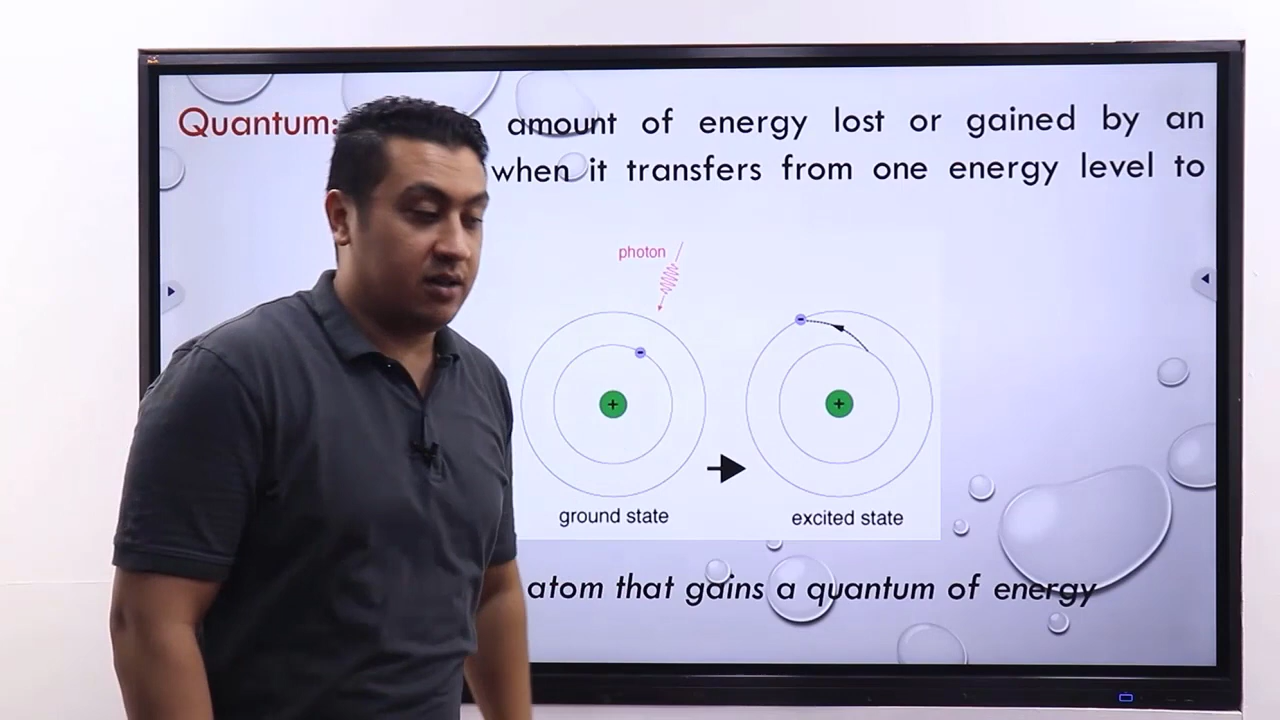 Quantum: amount of energy lost or gained by an
when it transfers from one energy level to
photon
+
+
ground state
excited state
atom that gains a quantum of energy